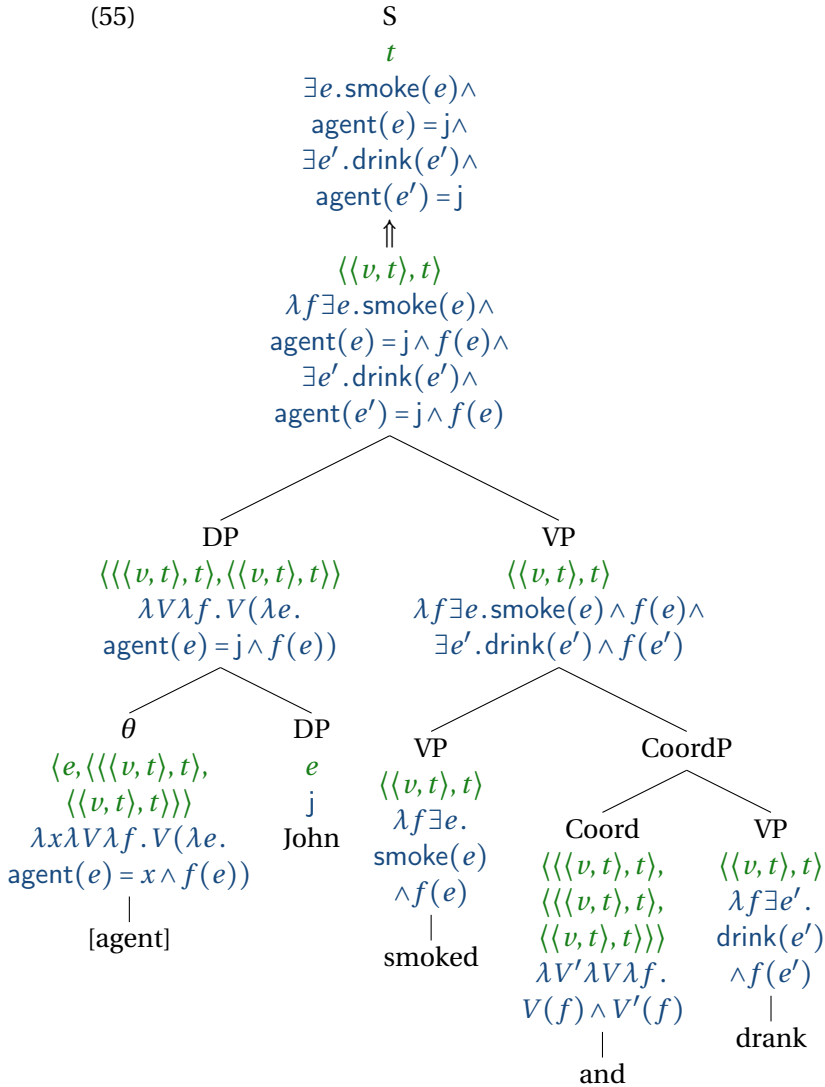 (55) S
t
∃e.smoke(e)∧
agent(e) = j∧
∃e′.drink(e′)∧
agent(e′) = j
⇑
⟨⟨v, t⟩, t⟩
λf∃e.smoke(e)∧
agent(e) = j ∧ f(e)∧
∃e′.drink(e′)∧
agent(e′) = j ∧ f(e)
DP
⟨⟨⟨v, t⟩, t⟩,⟨⟨v, t⟩, t⟩⟩
λVλf.V(λe.
agent(e) = j ∧ f(e))
VP
⟨⟨v, t⟩, t⟩
λf∃e.smoke(e) ∧ f(e)∧
∃e′.drink(e′) ∧ f(e′)
θ
⟨e,⟨⟨⟨v, t⟩, t⟩,
⟨⟨v, t⟩, t⟩⟩⟩
λxλVλf.V(λe.
agent(e) = x ∧ f(e))
[agent]
DP
e
j
John
VP
⟨⟨v, t⟩, t⟩
λf∃e.
smoke(e)
∧f(e)
smoked
CoordP
Coord
⟨⟨⟨v, t⟩, t⟩,
⟨⟨⟨v, t⟩, t⟩,
⟨⟨v, t⟩, t⟩⟩⟩
λV′λVλf.
V(f) ∧ V′(f)
and
VP
⟨⟨v, t⟩, t⟩
λf∃e′.
drink(e′)
∧f(e′)
drank